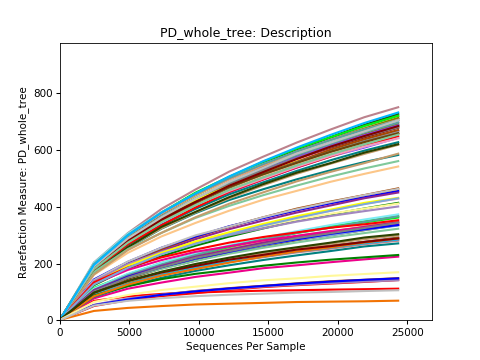 PD_whole_tree: Description
Rarefaction Measure: PD_whole_tree
800
600
400
200
0
0 5000 10000 15000 20000 25000
Sequences Per Sample